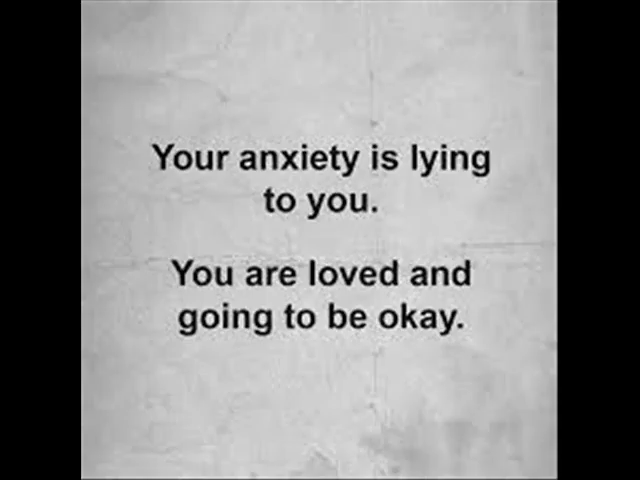 Your anxiety is lying
to you.
You are loved and
going to be okay.